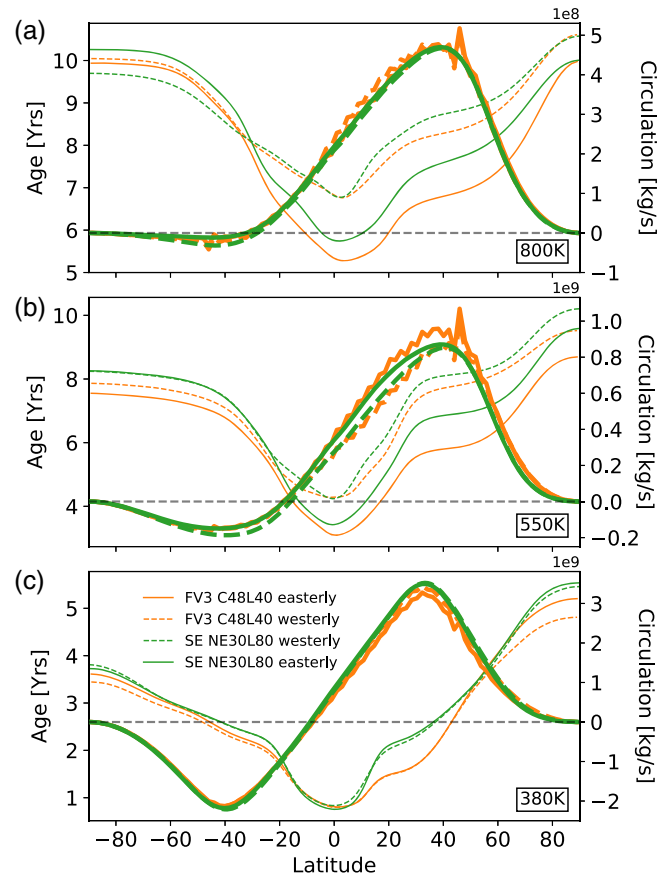 (a)
1e8
10
9
8
7
6
5
Age [Yrs]
5
4
3
2
1
0
−1
Circulation [kg/s]
800K
(b)
1e9
10
8
6
4
Age [Yrs]
1.0
0.8
0.6
0.4
0.2
0.0
−0.2
Circulation [kg/s]
550K
(c)
1e9
5
4
3
2
1
Age [Yrs]
FV3 C48L40 easterly
FV3 C48L40 westerly
SE NE30L80 westerly
SE NE30L80 easterly
3
2
1
0
−1
−2
Circulation [kg/s]
380K
−80 −60 −40 −20 0 20 40 60 80
Latitude